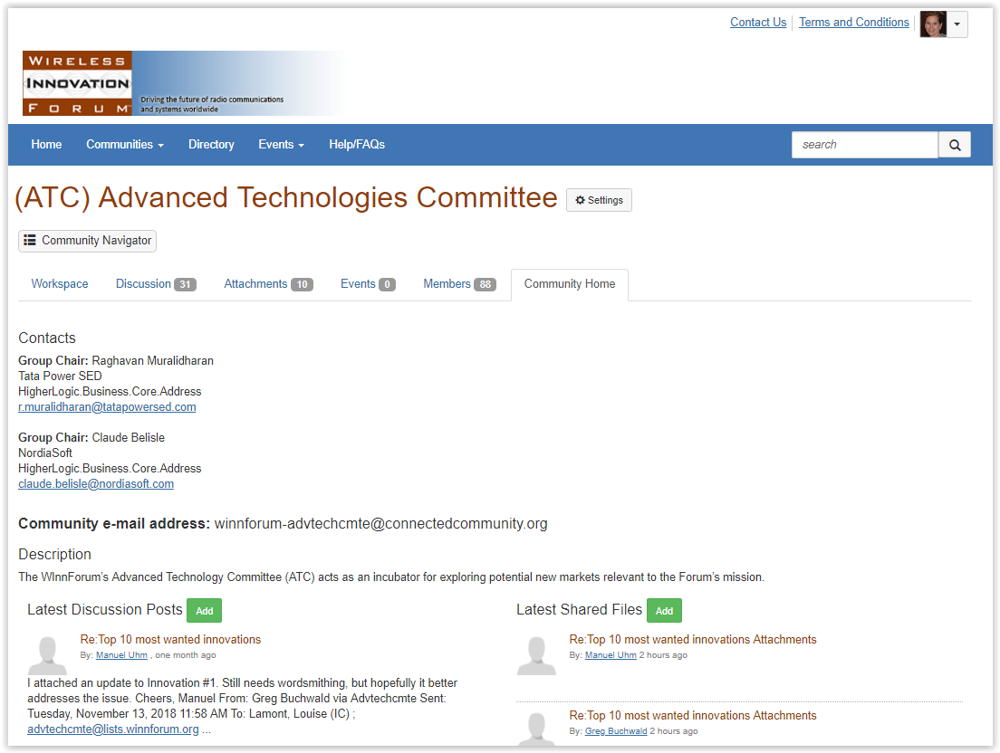 Contact Us Terms and Conditions
WIRELESS
INNOVATION
FORUM
Driving the future of radio communications
and systems worldwide
Home Communities Directory Events Help/FAQs search
(ATC) Advanced Technologies Committee Settings
Community Navigator
Workspace Discussion 31 Attachments 10 Events 0 Members 88 Community Home
Contacts
Group Chair: Raghavan Muralidharan
Tata Power SED
HigherLogic.Business.Core.Address
r.muralidharan@tatapowersed.com
Group Chair: Claude Belisle
NordiaSoft
HigherLogic.Business.Core.Address
claude.belisle@nordiasoft.com
Community e-mail address: winnforum-advtechcmte@connectedcommunity.org
Description
The WInnForum's Advanced Technology Committee (ATC) acts as an incubator for exploring potential new markets relevant to the Forum's mission.
Latest Discussion Posts Add
Re:Top 10 most wanted innovations
By: Manuel Uhm , one month ago
I attached an update to Innovation #1. Still needs wordsmithing, but hopefully it better
addresses the issue. Cheers, Manuel From: Greg Buchwald via Advtechcmte Sent:
Tuesday, November 13, 2018 11:58 AM To: Lamont, Louise (IC) ;
advtechcmte@lists.winnforum.org ...
Latest Shared Files Add
Re:Top 10 most wanted innovations Attachments
By: Manuel Uhm 2 hours ago
Re:Top 10 most wanted innovations Attachments
By: Greg Buchwald 2 hours ago